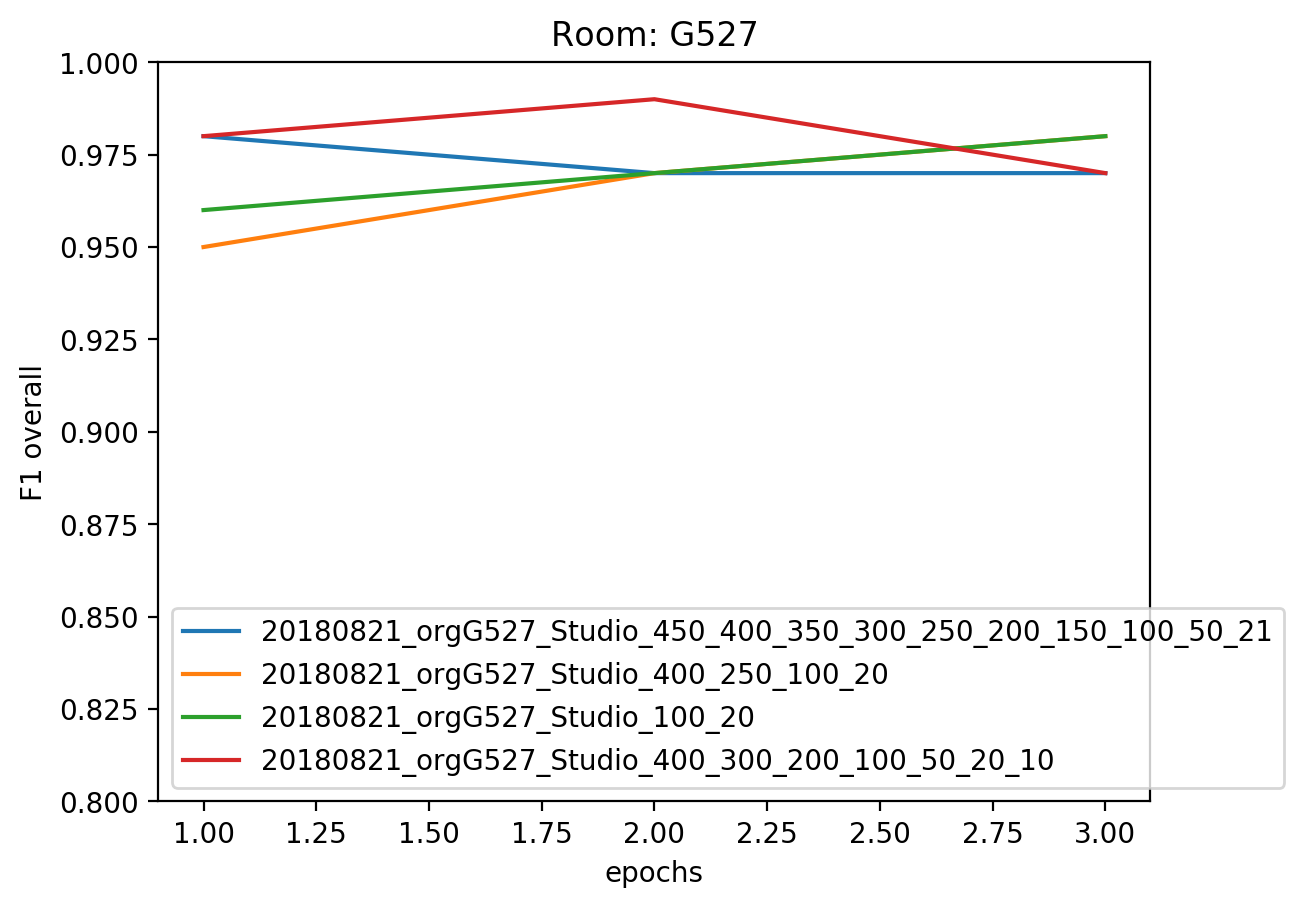 Room: G527
1.000
0.975
0.950
0.925
0.900
0.875
0.850
0.825
0.800
F1 overall
20180821_orgG527_Studio_450_400_350_300_250_200_150_100_50_21
20180821_orgG527_Studio_400_250_100_20
20180821_orgG527_Studio_100_20
20180821_orgG527_Studio_400_300_200_100_50_20_10
1.00 1.25 1.50 1.75 2.00 2.25 2.50 2.75 3.00
epochs